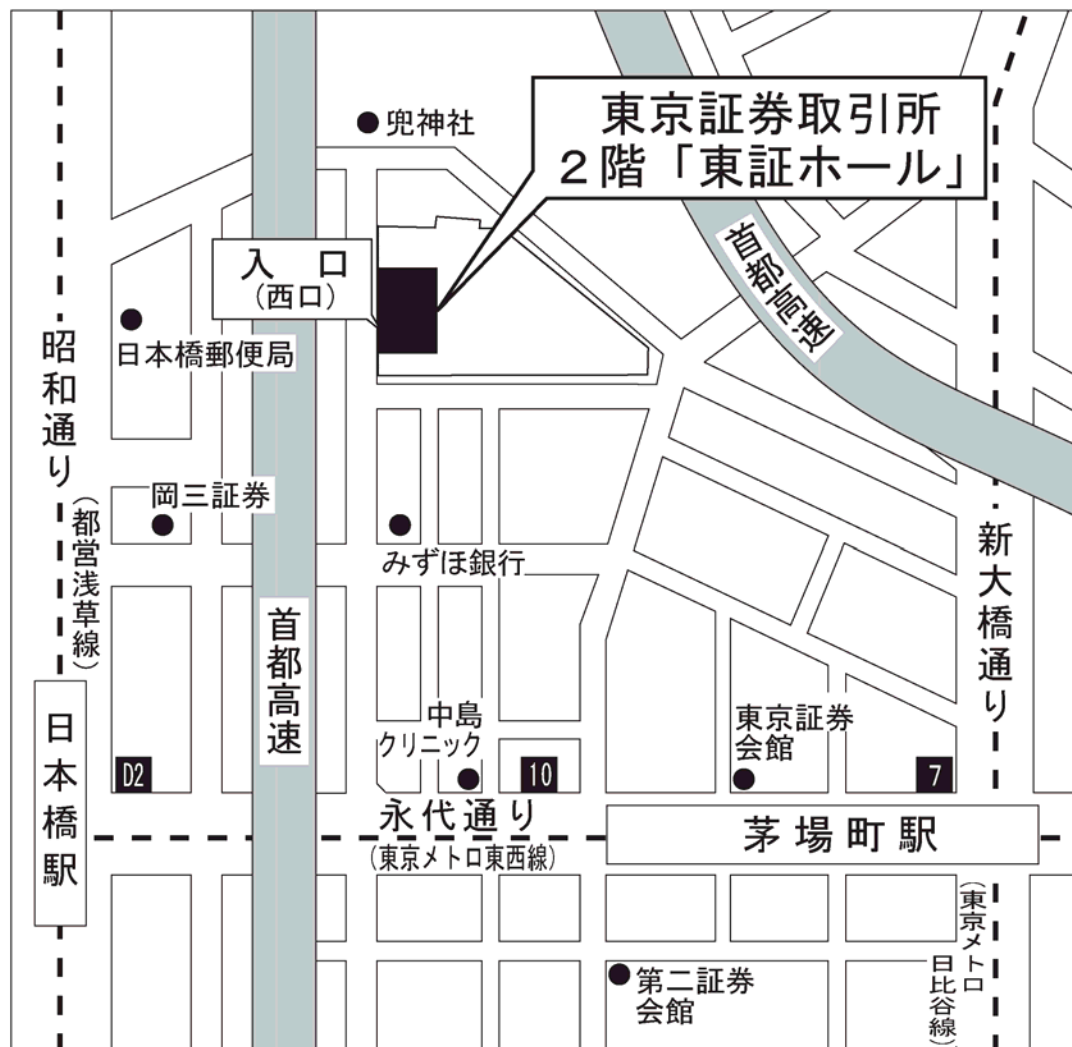 兜神社
東京証券取引所
２階「東証ホール」
入　口
（西口）
首都高速
日本橋郵便局
昭和通り
（都営浅草線）
岡三証券
みずほ銀行
新大橋通り
首都高速
中島
クリニック
東京証券
会館
日本橋駅
D2
10
7
永代通り
（東京メトロ東西線）
茅場町駅
（東京メトロ
日比谷線）
第二証券
会館